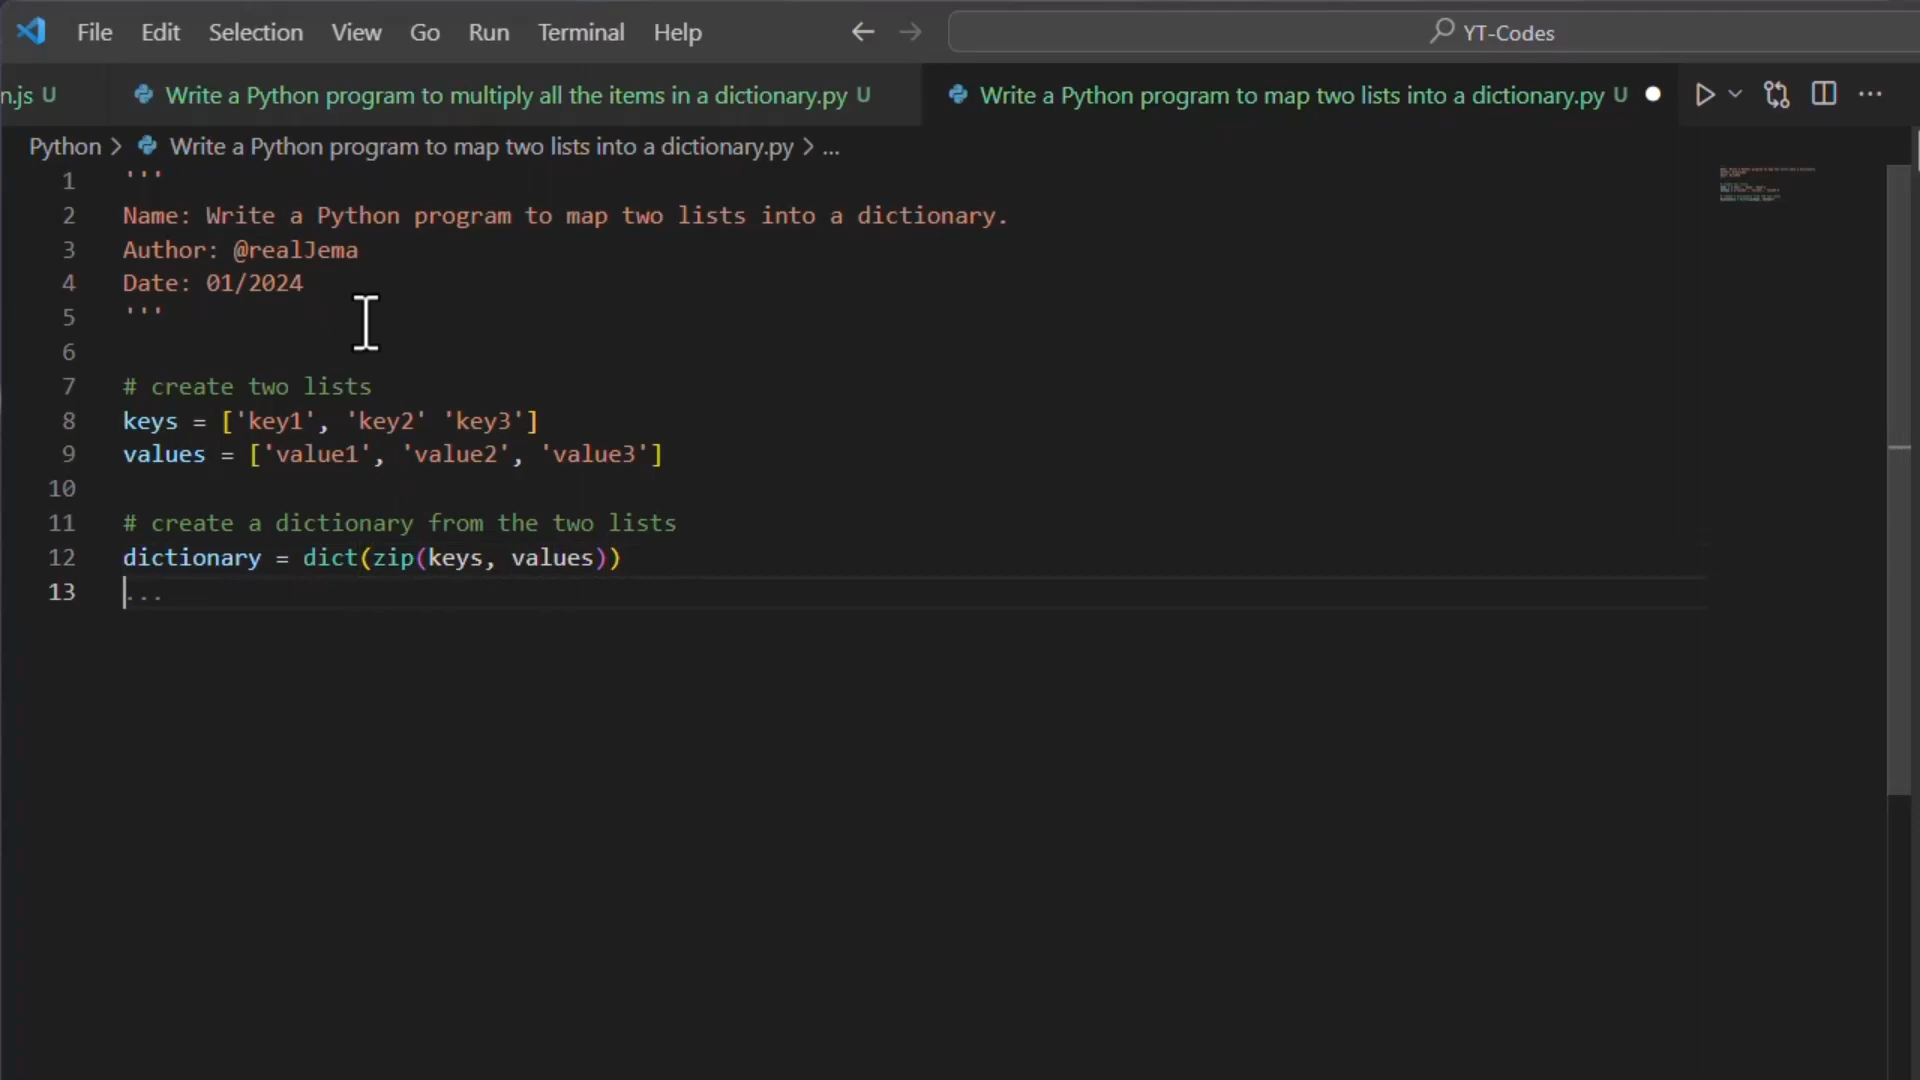 File Edit Selection View Go Run Terminal Help YT-Codes
n.js U Write a Python program to multiply all the items in a dictionary.py U Write a Python program to map two lists into a dictionary.py U
Python > Write a Python program to map two lists into a dictionary.py > ...
1 '''
2 Name: Write a Python program to map two lists into a dictionary.
3 Author: @realJema
4 Date: 01/2024
5 '''
6
7 # create two lists
8 keys = ['key1', 'key2' 'key3']
9 values = ['value1', 'value2', 'value3']
10
11 # create a dictionary from the two lists
12 dictionary = dict(zip(keys, values))
13 ...